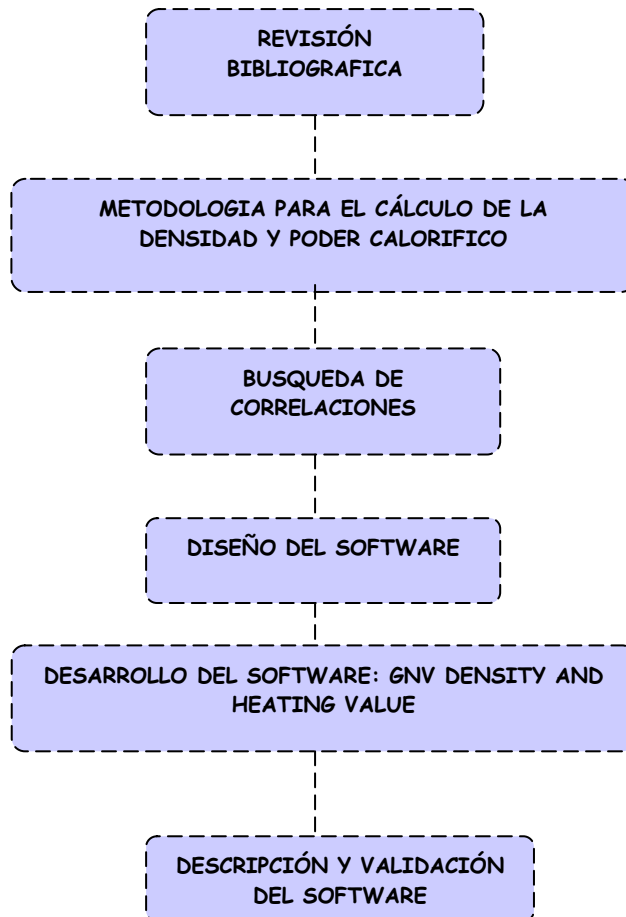 REVISIÓN
BIBLIOGRAFICA
METODOLOGIA PARA EL CÁLCULO DE LA
DENSIDAD Y PODER CALORIFICO
BUSQUEDA DE
CORRELACIONES
DISEÑO DEL SOFTWARE
DESARROLLO DEL SOFTWARE: GNV DENSITY AND
HEATING VALUE
DESCRIPCIÓN Y VALIDACIÓN
DEL SOFTWARE